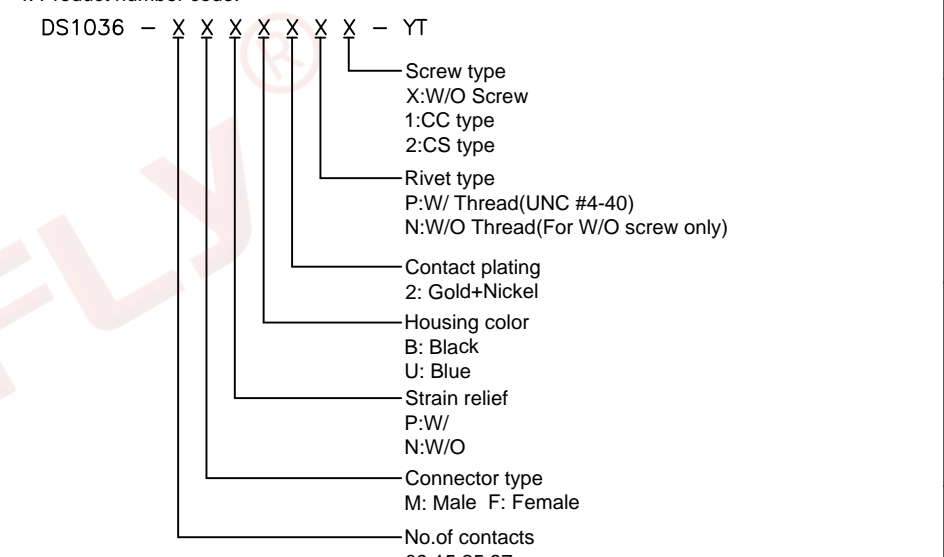 DS1036 – X X X X X X X – YT
Screw type
X:W/O Screw
1:CC type
2:CS type
Rivet type
P:W/ Thread(UNC #4-40)
N:W/O Thread(For W/O screw only)
Contact plating
2: Gold+Nickel
Housing color
B: Black
U: Blue
Strain relief
P:W/
N:W/O
Connector type
M: Male F: Female
No.of contacts
®
FLY